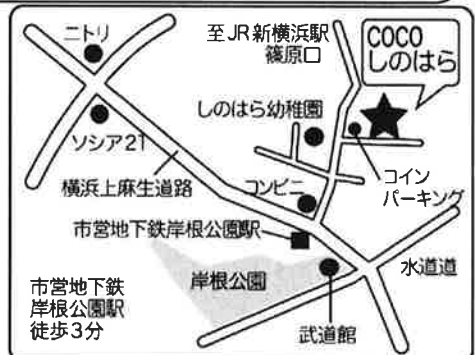 ニトリ
至JR新横浜駅
篠原口
COCO
しのはら
しのはら幼稚園
ソシア21
コイン
パーキング
横浜上麻生道路
コンビニ
市営地下鉄岸根公園駅
岸根公園
水道道
市営地下鉄
岸根公園駅
徒歩3分
武道館